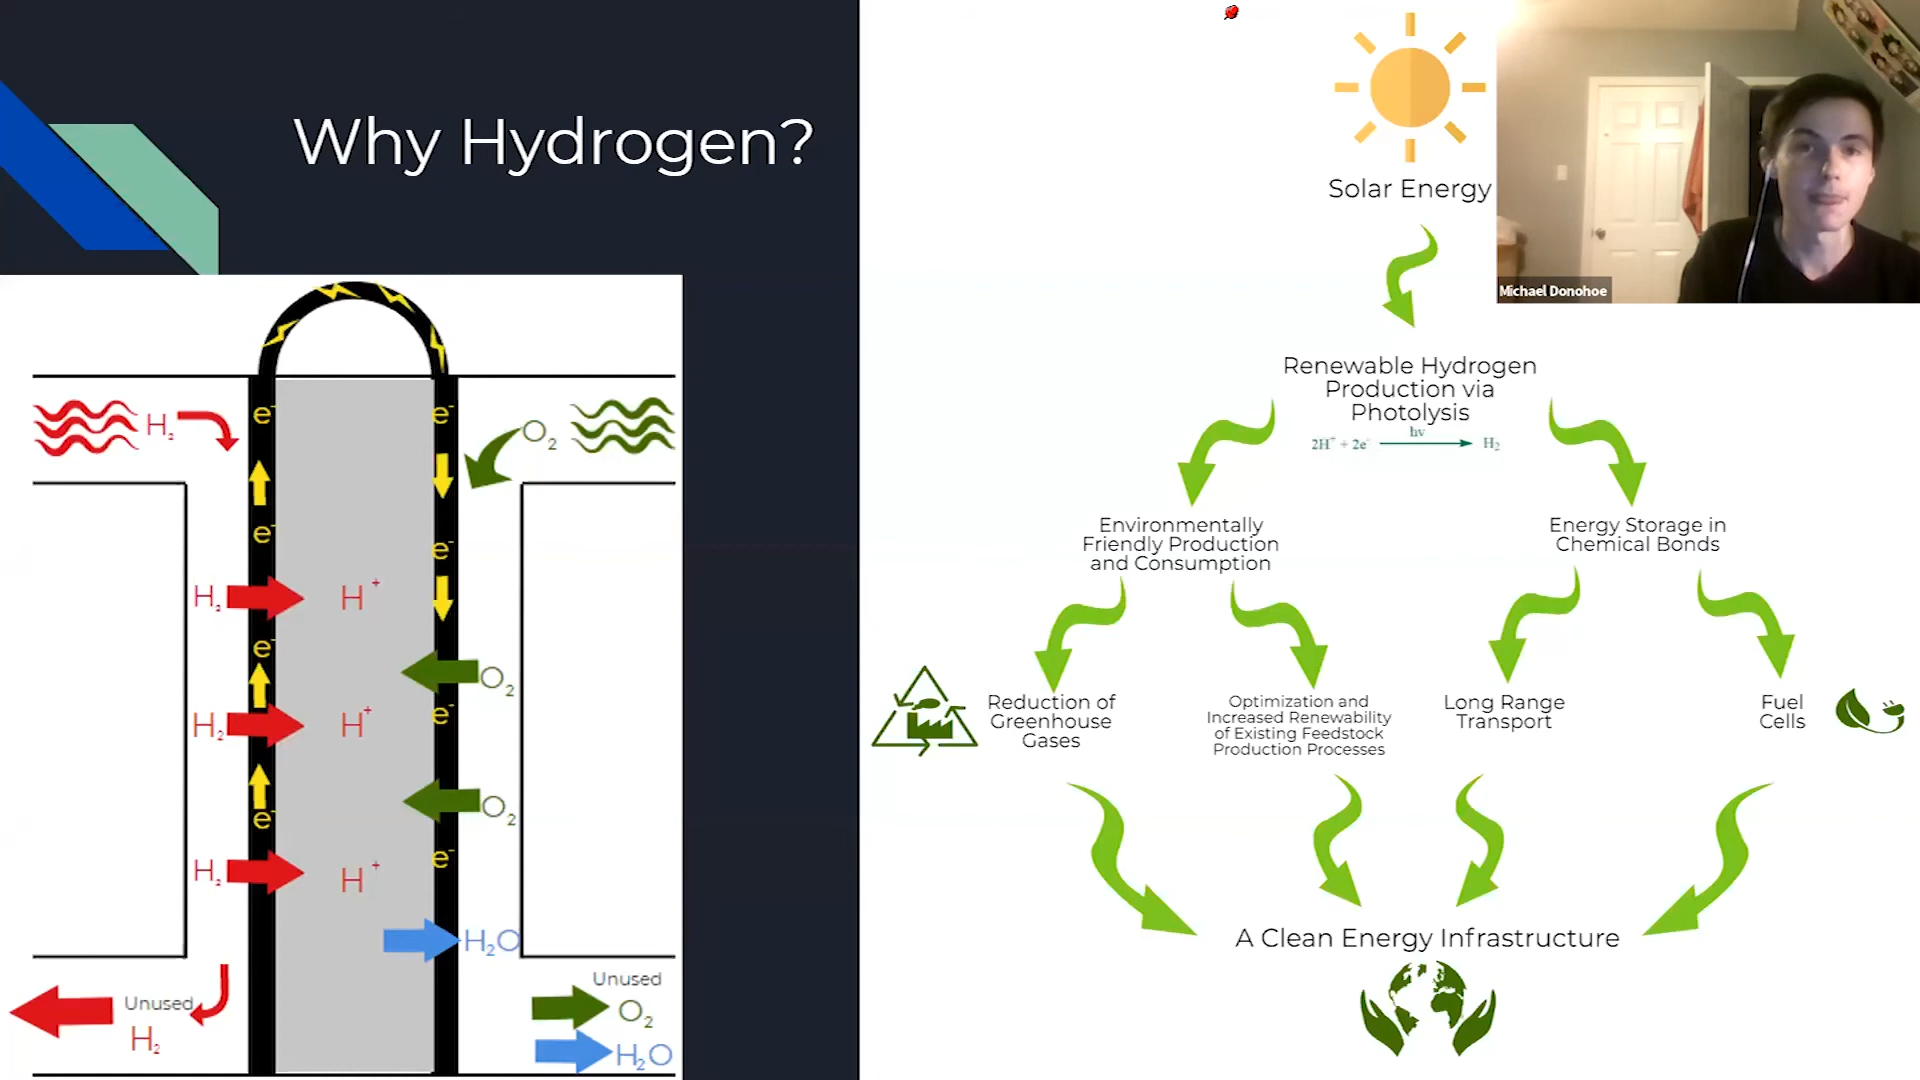 Why Hydrogen?
H₂
e⁻
e⁻
O₂
e⁻
e⁻
H₂
H⁺
e⁻
O₂
H₂
H⁺
e⁻
O₂
e⁻
e⁻
H₂
H⁺
H₂O
Unused
H₂
Unused
O₂
H₂O
Solar Energy
Michael Donohoe
Renewable Hydrogen
Production via
Photolysis
2H⁺ + 2e⁻ hv H₂
Environmentally
Friendly Production
and Consumption
Energy Storage in
Chemical Bonds
Reduction of
Greenhouse
Gases
Optimization and
Increased Renewability
of Existing Feedstock
Production Processes
Long Range
Transport
Fuel
Cells
A Clean Energy Infrastructure